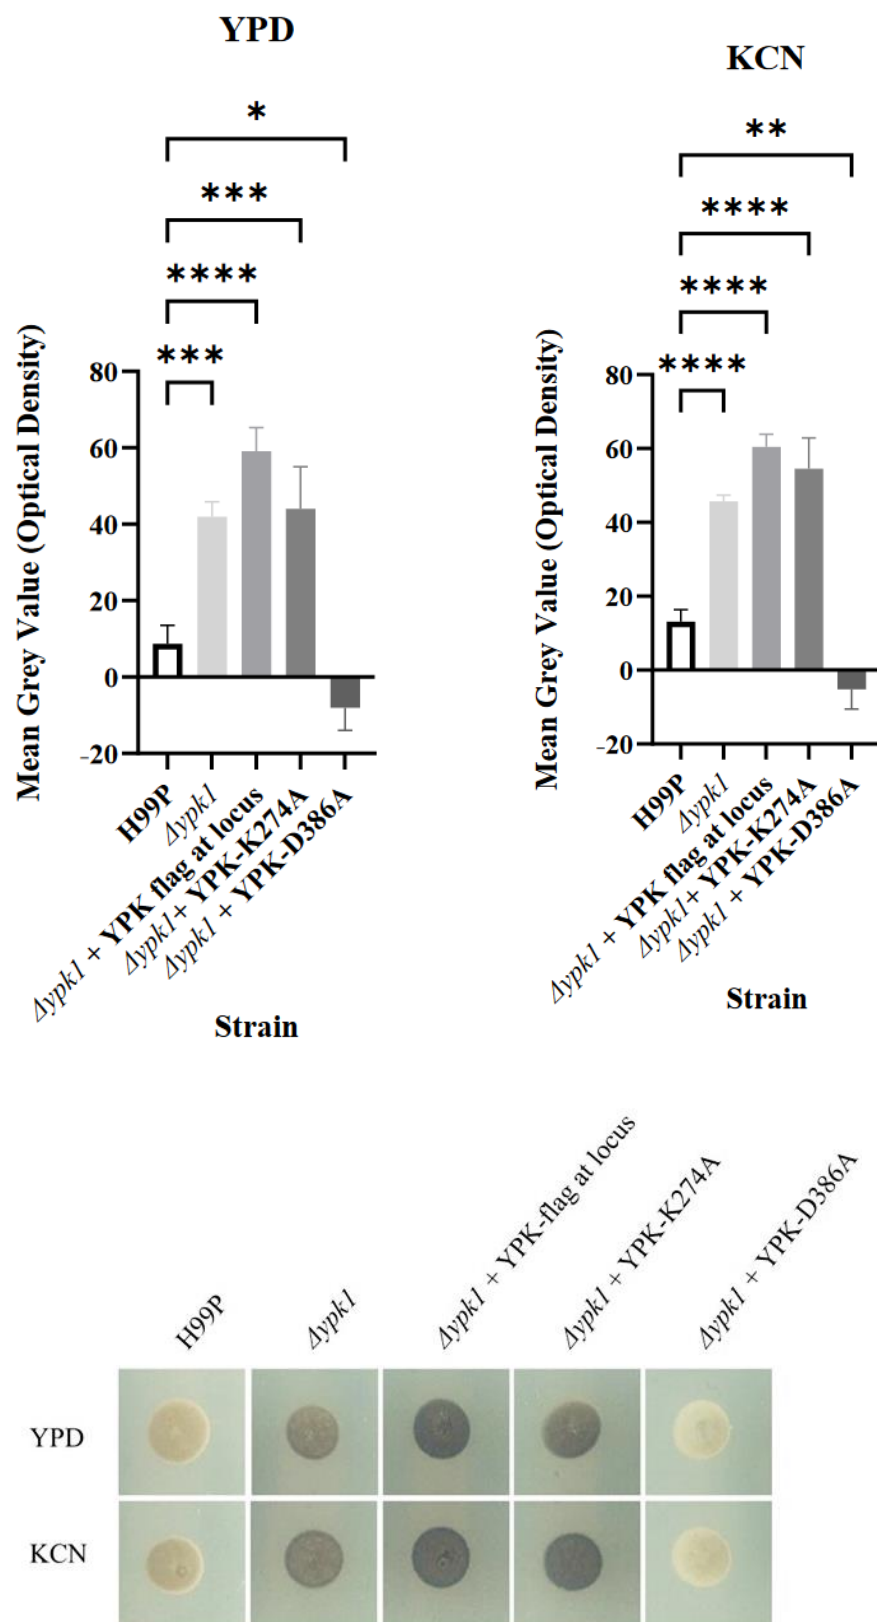 YPD
*
***
****
***
Mean Grey Value (Optical Density)
80
60
40
20
0
-20
H99P
Δypk1
Δypk1 + YPK flag at locus
Δypk1+ YPK-K274A
Δypk1 + YPK-D386A
Strain
KCN
**
****
****
****
Mean Grey Value (Optical Density)
80
60
40
20
0
-20
H99P
Δypk1
Δypk1 + YPK flag at locus
Δypk1+ YPK-K274A
Δypk1 + YPK-D386A
Strain
H99P
Δypk1
Δypk1 + YPK-flag at locus
Δypk1 + YPK-K274A
Δypk1 + YPK-D386A
YPD
KCN